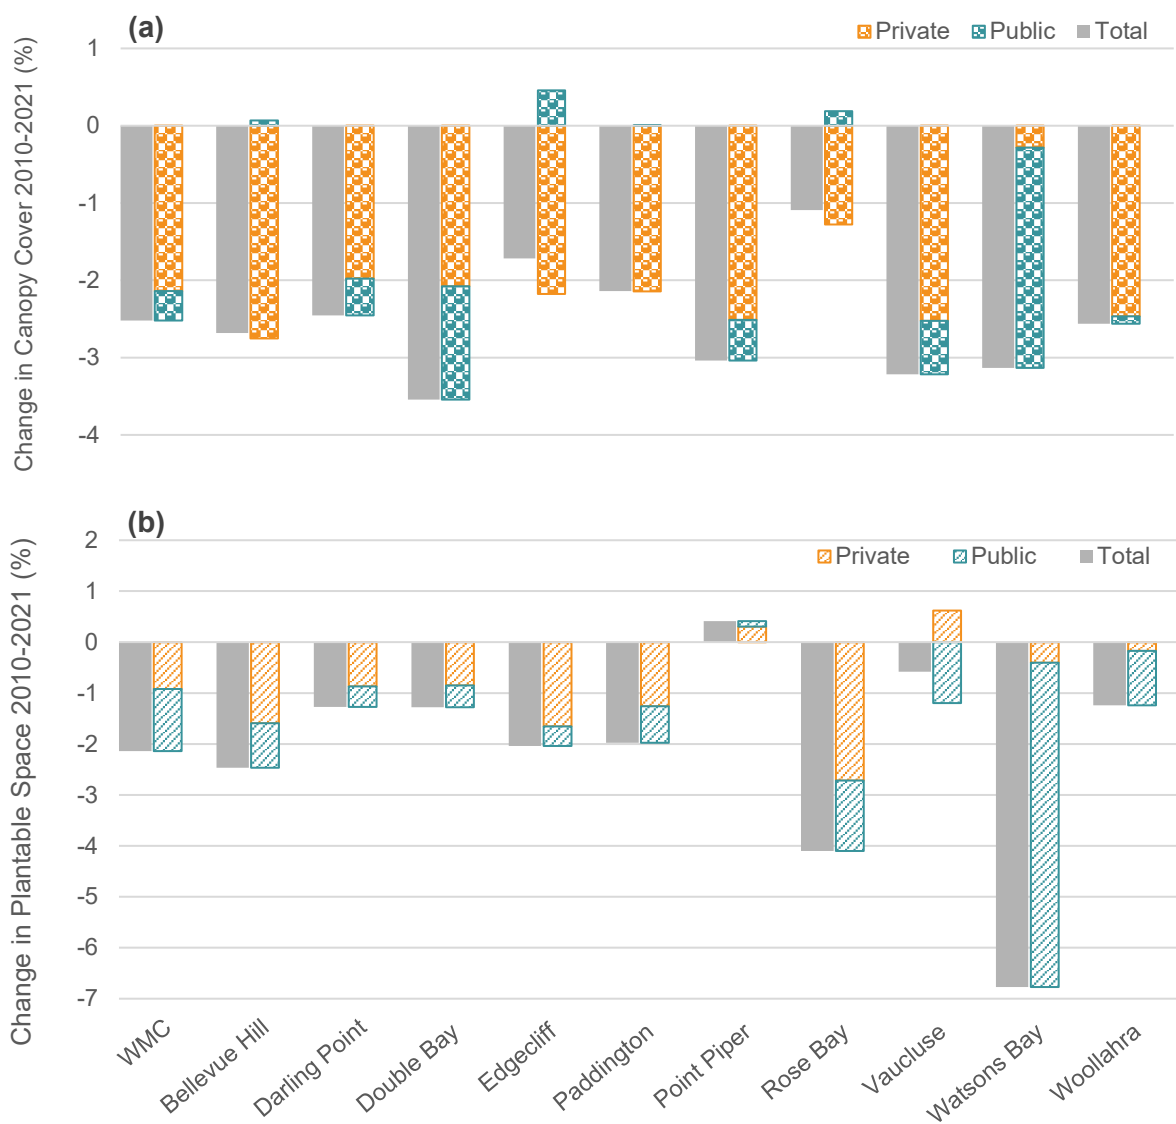 (a)
Private Public Total
Change in Canopy Cover 2010-2021 (%)
1
0
-1
-2
-3
-4
(b)
Private Public Total
Change in Plantable Space 2010-2021 (%)
2
1
0
-1
-2
-3
-4
-5
-6
-7
WMC
Bellevue Hill
Darling Point
Double Bay
Edgecliff
Paddington
Point Piper
Rose Bay
Vaucluse
Watsons Bay
Woollahra